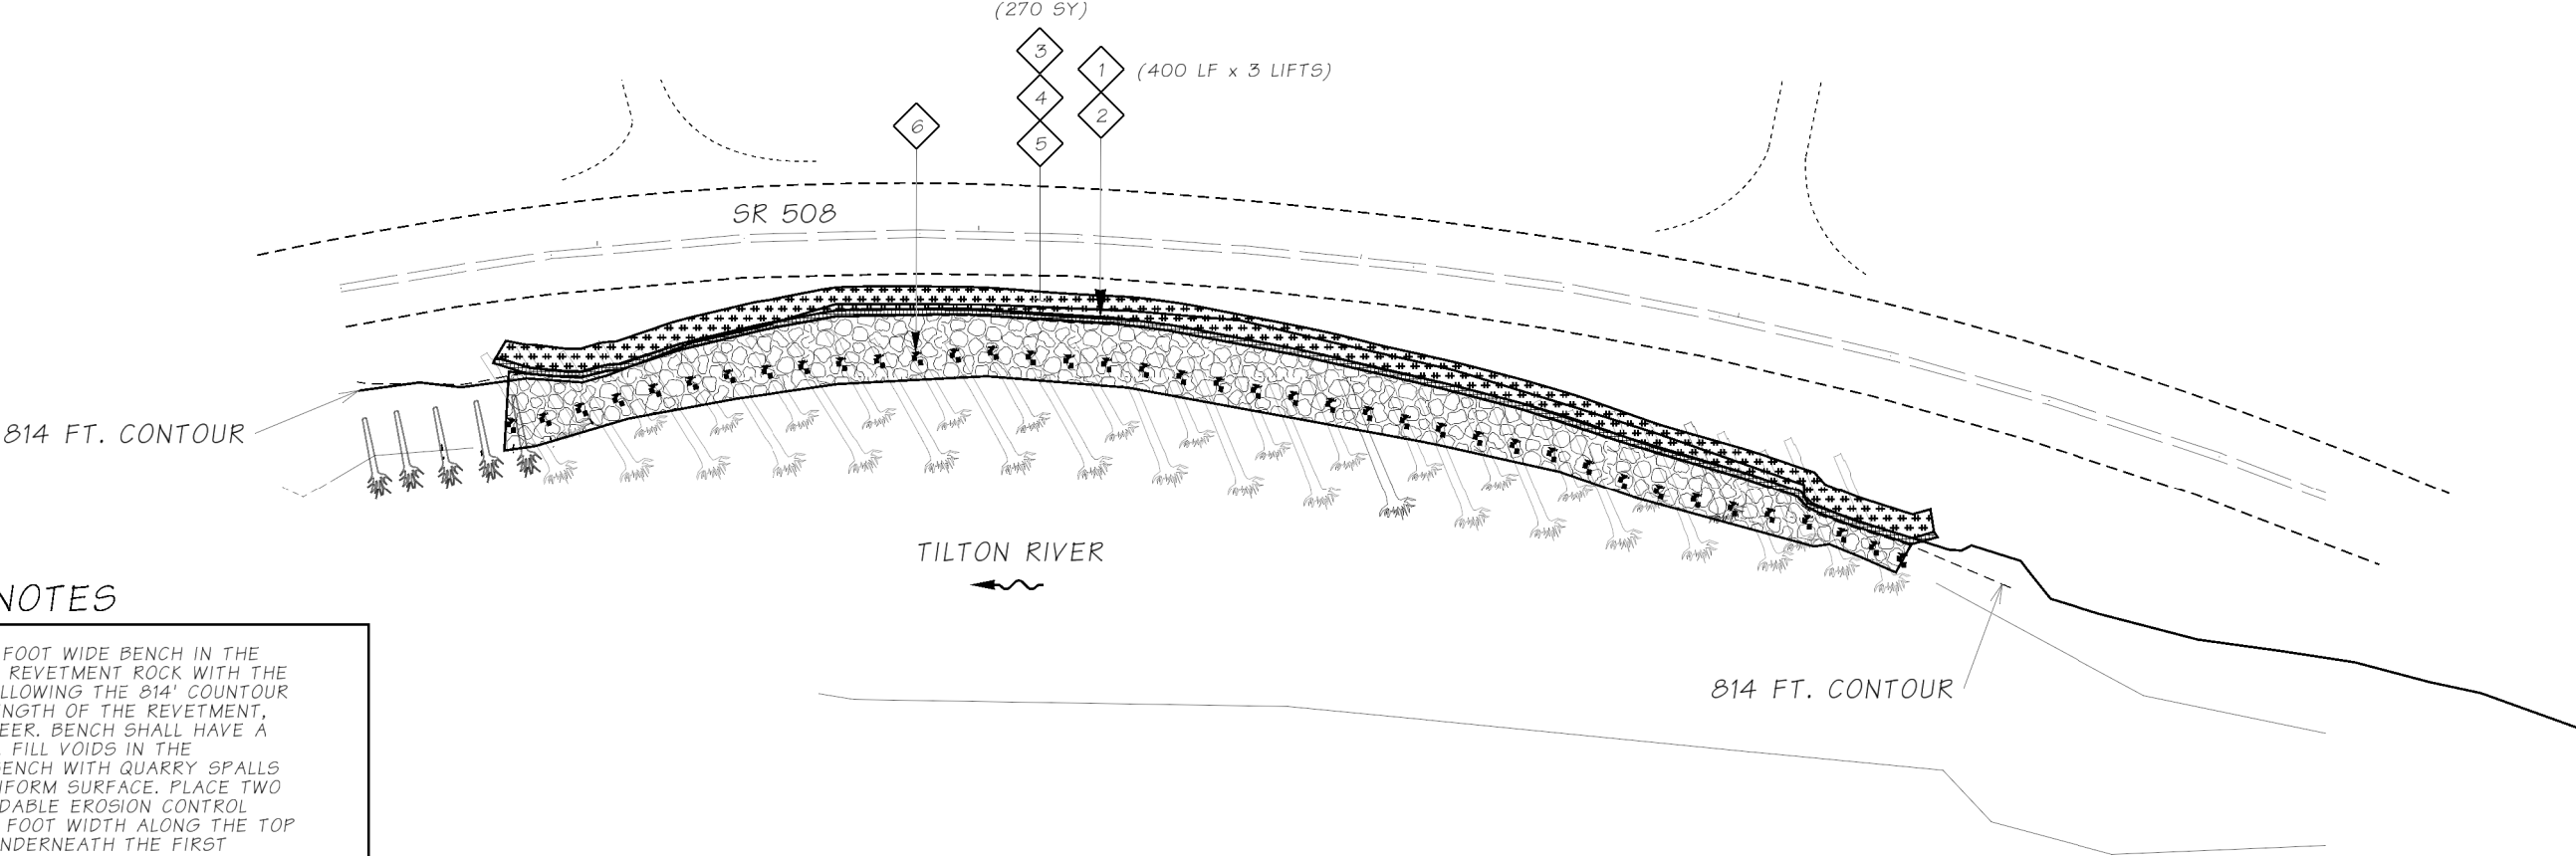 (270 SY)
3
1 (400 LF x 3 LIFTS)
4
2
6
5
SR 508
814 FT. CONTOUR
TILTON RIVER
NOTES
814 FT. CONTOUR
FOOT WIDE BENCH IN THE
REVETMENT ROCK WITH THE
LLOWING THE 814' COUNTOUR
NGTH OF THE REVETMENT,
EER. BENCH SHALL HAVE A
FILL VOIDS IN THE
BENCH WITH QUARRY SPALLS
IFORM SURFACE. PLACE TWO
DABLE EROSION CONTROL
FOOT WIDTH ALONG THE TOP
NDERNEATH THE FIRST